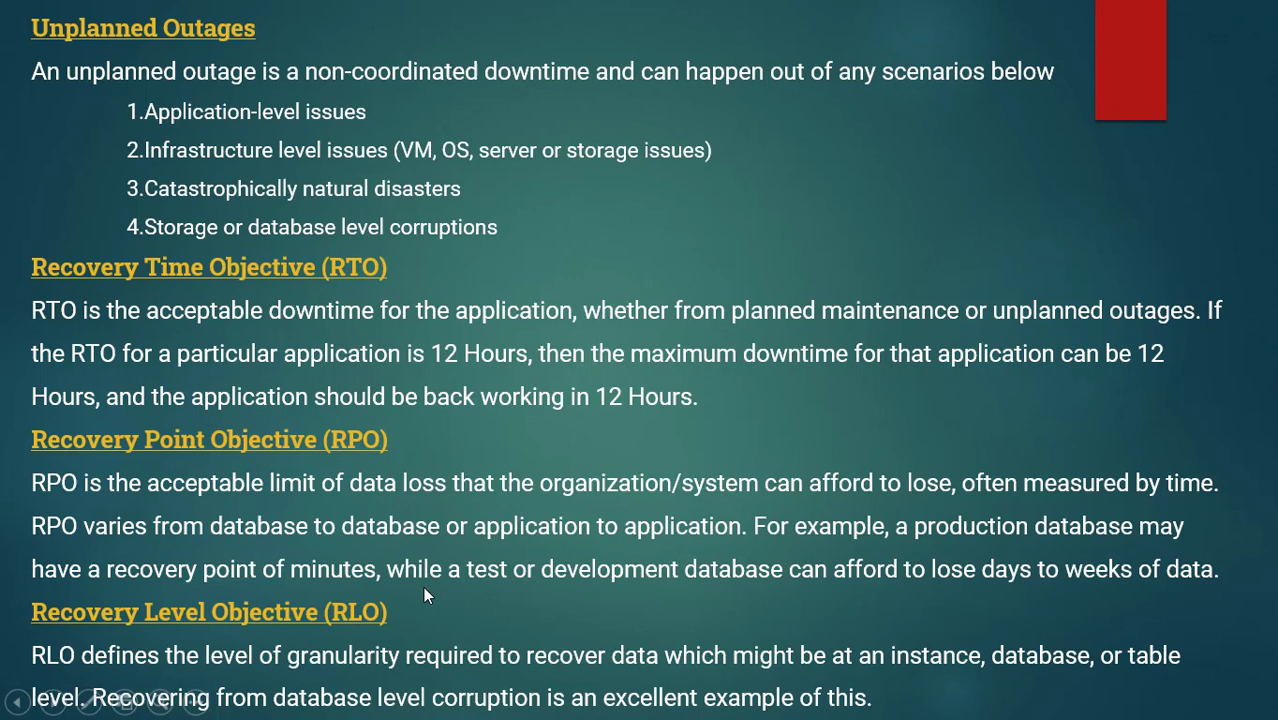 Unplanned Outages
An unplanned outage is a non-coordinated downtime and can happen out of any scenarios below
1.Application-level issues
2.Infrastructure level issues (VM, OS, server or storage issues)
3.Catastrophically natural disasters
4.Storage or database level corruptions
Recovery Time Objective (RTO)
RTO is the acceptable downtime for the application, whether from planned maintenance or unplanned outages. If
the RTO for a particular application is 12 Hours, then the maximum downtime for that application can be 12
Hours, and the application should be back working in 12 Hours.
Recovery Point Objective (RPO)
RPO is the acceptable limit of data loss that the organization/system can afford to lose, often measured by time.
RPO varies from database to database or application to application. For example, a production database may
have a recovery point of minutes, while a test or development database can afford to lose days to weeks of data.
Recovery Level Objective (RLO)
RLO defines the level of granularity required to recover data which might be at an instance, database, or table
level. Recovering from database level corruption is an excellent example of this.